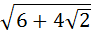 √(6 + 4√2)